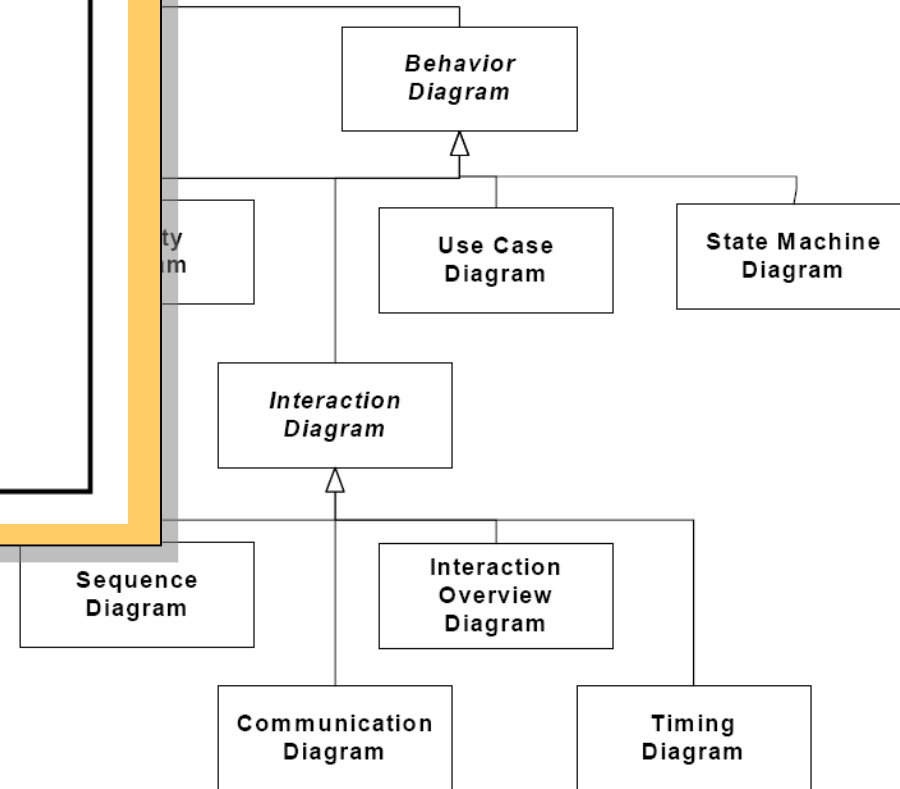 Behavior
Diagram
Use Case
Diagram
State Machine
Diagram
Interaction
Diagram
Sequence
Diagram
Interaction
Overview
Diagram
Communication
Diagram
Timing
Diagram